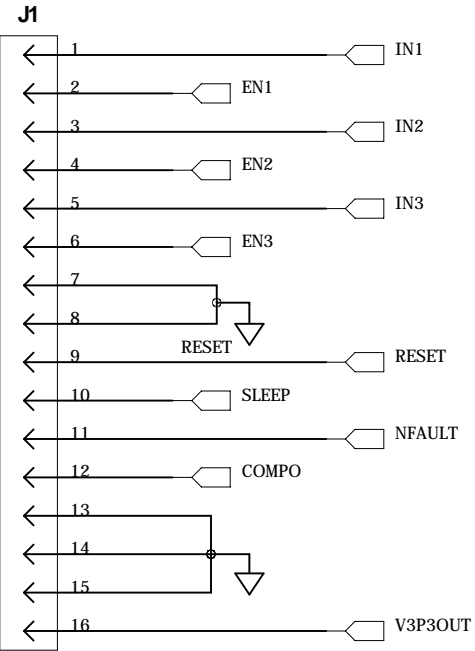 J1
1 IN1
2 EN1
3 IN2
4 EN2
5 IN3
6 EN3
7
8
RESET
9 RESET
10 SLEEP
11 NFAULT
12 COMPO
13
14
15
16 V3P3OUT